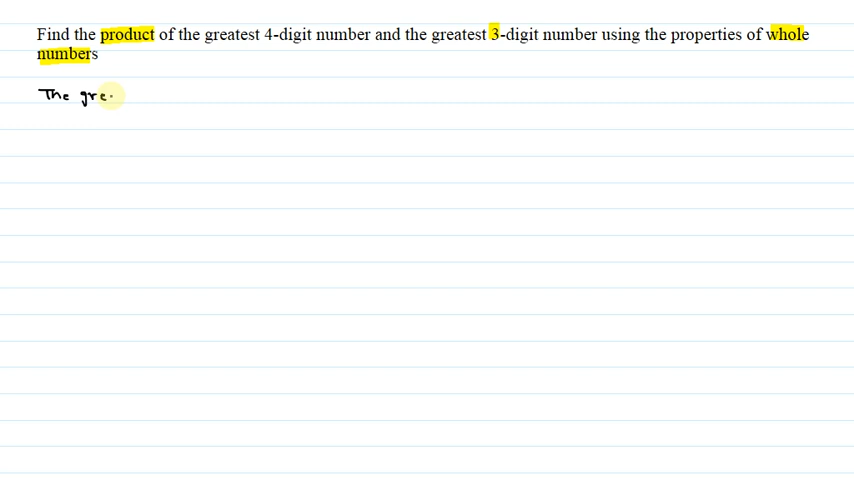 Find the product of the greatest 4-digit number and the greatest 3-digit number using the properties of whole
numbers
The gre